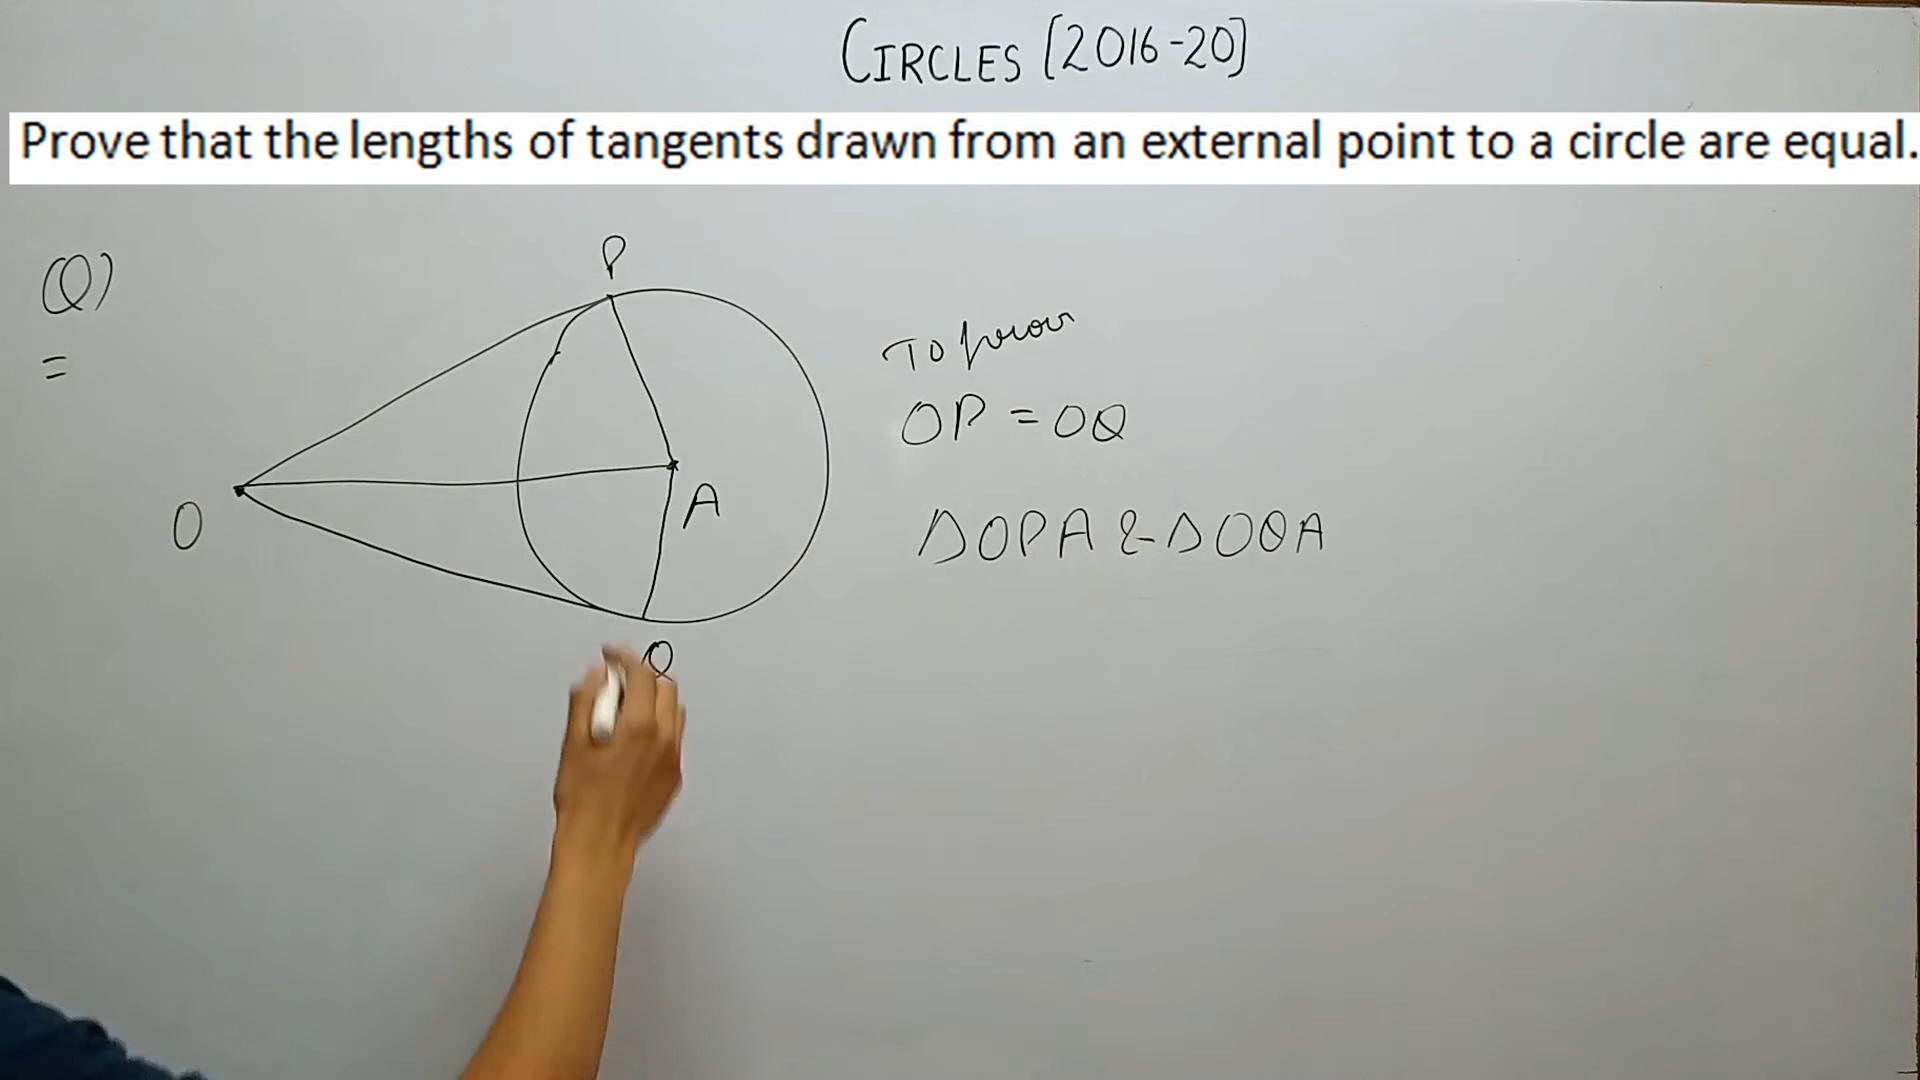 CIRCLES [2016-20]
Prove that the lengths of tangents drawn from an external point to a circle are equal.
Q)
=
P
O
A
Q
To prove
OP = OQ
ΔOPA & ΔOQA